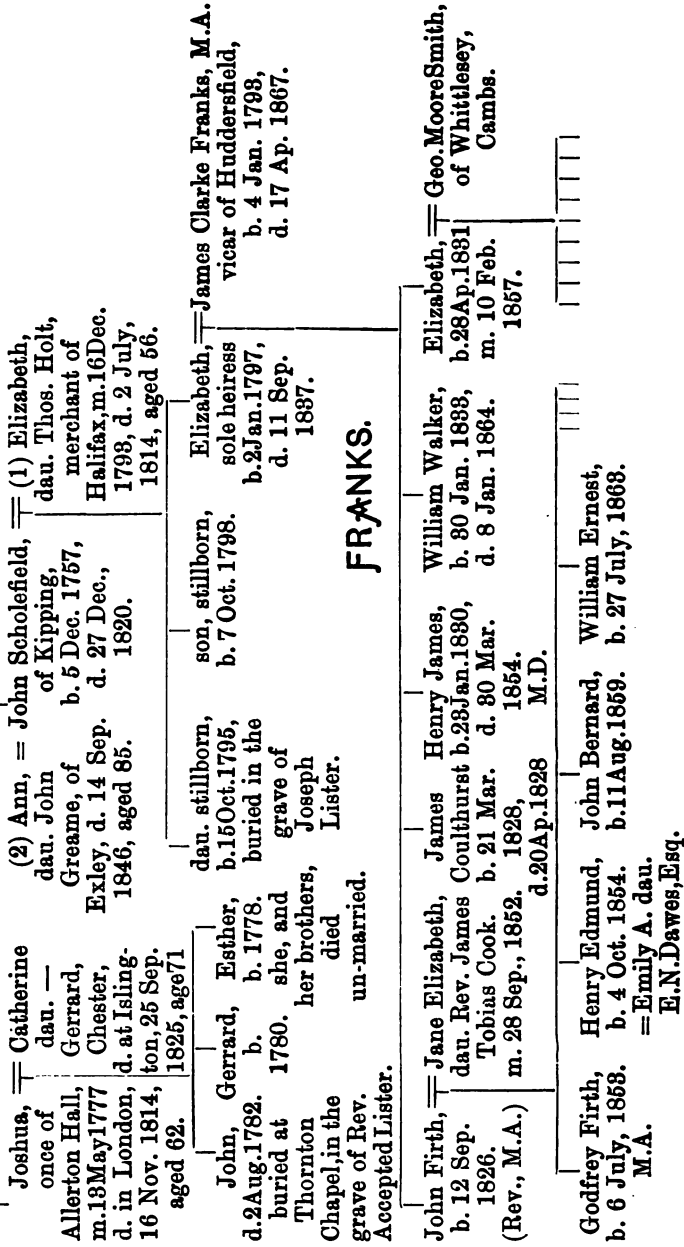 Joshua, = Catherine
once of
Allerton Hall,
m.13May1777
d. in London,
16 Nov. 1814,
aged 62.
dau. —
Gerrard,
Chester,
d. at Isling-
ton, 25 Sep.
1825, age71
(2) Ann, = John Scholefield, = (1) Elizabeth,
dau. John
Greame, of
Exley, d. 14 Sep.
1846, aged 85.
of Kipping,
b. 5 Dec. 1757,
d. 27 Dec.,
1820.
dau. Thos. Holt,
merchant of
Halifax,m.16Dec.
1793, d. 2 July,
1814, aged 56.
John,
d.2Aug.1782.
buried at
Thornton
Chapel,in the
grave of Rev.
Accepted Lister.
Gerrard,
b.
1780.
Esther,
b. 1778.
she, and
her brothers,
died
un-married.
dau. stillborn,
b.15Oct.1795,
buried in the
grave of
Joseph
Lister.
son, stillborn,
b. 7 Oct. 1798.
Elizabeth,
sole heiress
b.2Jan.1797,
d. 11 Sep.
1837.
= James Clarke Franks, M.A.
vicar of Huddersfield,
b. 4 Jan. 1793,
d. 17 Ap. 1867.
FRANKS.
John Firth, = Jane Elizabeth,
b. 12 Sep.
1826.
(Rev., M.A.)
dau. Rev. James
Tobias Cook.
m. 28 Sep., 1852.
James
Coulthurst
b. 21 Mar.
1828,
d.20Ap.1828
Henry James,
b.23Jan.1830,
d. 30 Mar.
1854.
M.D.
William Walker,
b. 30 Jan. 1833,
d. 8 Jan. 1864.
Elizabeth, = Geo.MooreSmith,
b.28Ap.1831
m. 10 Feb.
1857.
of Whittlesey,
Cambs.
Godfrey Firth,
b. 6 July, 1853.
M.A.
Henry Edmund,
b. 4 Oct. 1854.
=Emily A. dau.
E.N.Dawes,Esq.
John Bernard,
b.11Aug.1859.
William Ernest,
b. 27 July, 1863.